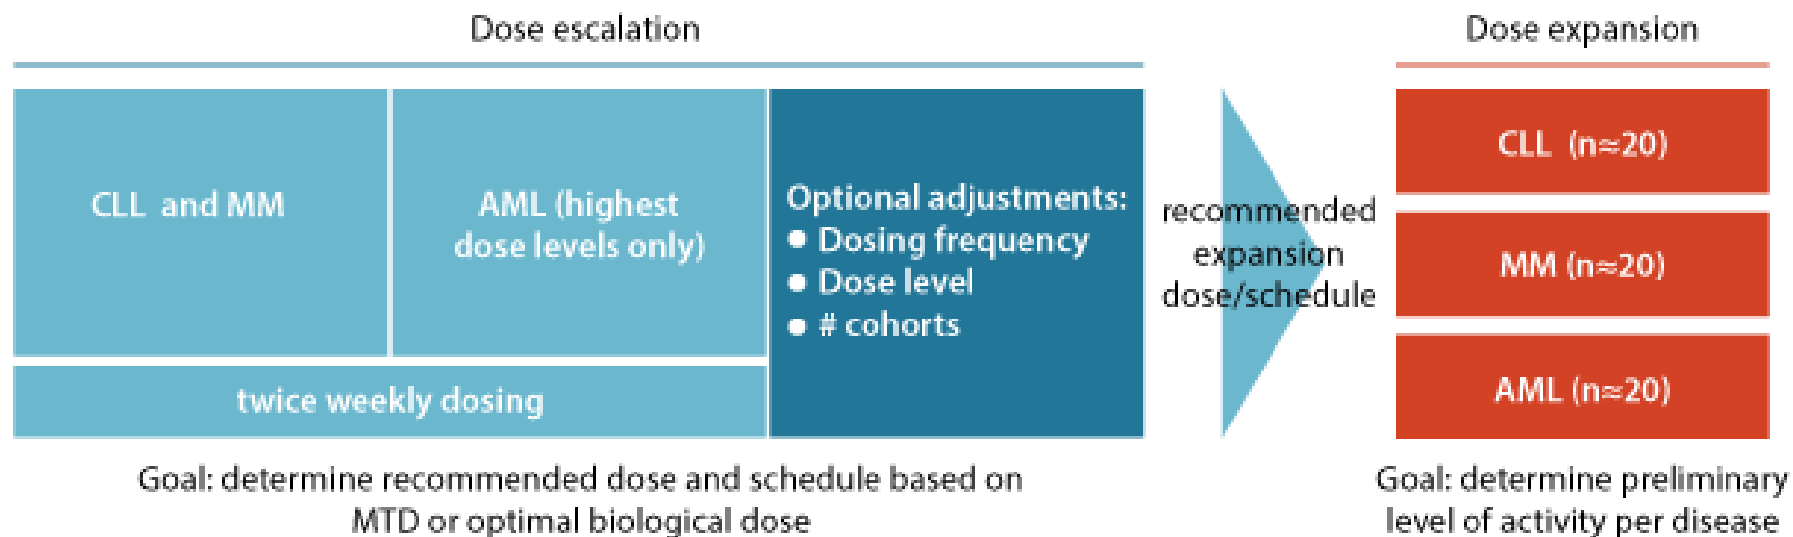 Dose escalation
CLL and MM
AML (highest
dose levels only)
twice weekly dosing
Optional adjustments:
● Dosing frequency
● Dose level
● # cohorts
Goal: determine recommended dose and schedule based on
MTD or optimal biological dose
recommended
expansion
dose/schedule
Dose expansion
CLL (n≈20)
MM (n≈20)
AML (n≈20)
Goal: determine preliminary
level of activity per disease